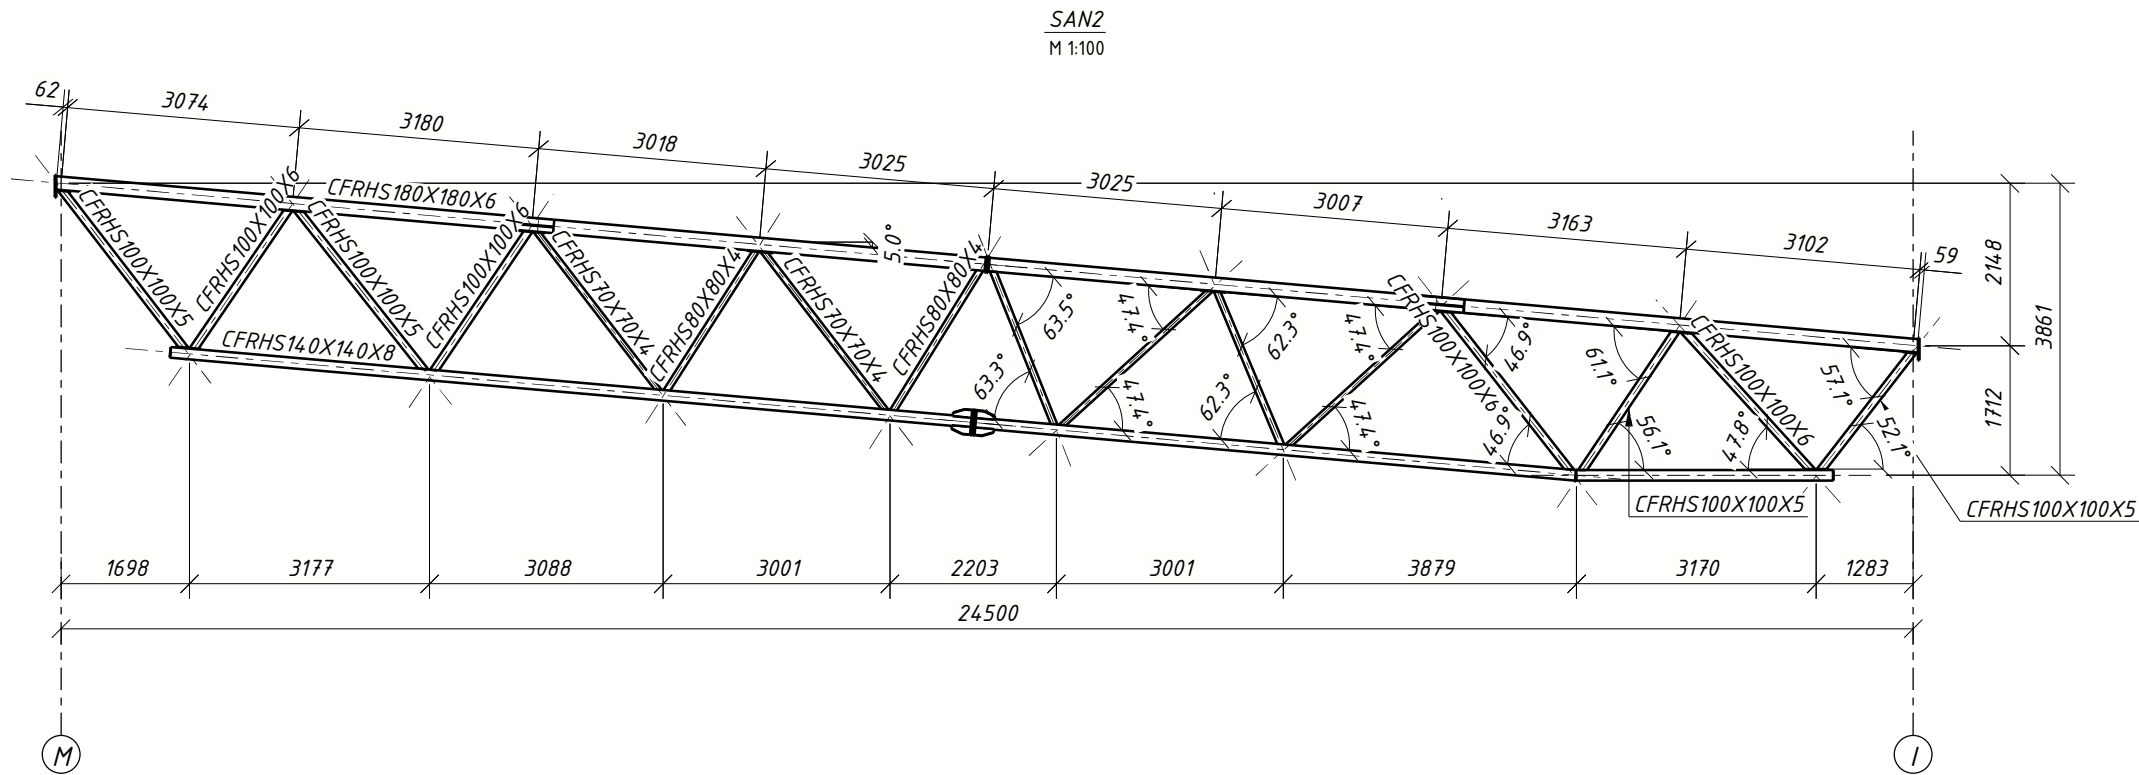 SAN2
M 1:100
62
3074
3180
3018
3025
3025
3007
3163
3102
59
CFRHS180X180X6
CFRHS100X100X5
CFRHS100X100X6
CFRHS100X100X5
CFRHS100X100X6
CFRHS70X70X4
CFRHS80X80X4
CFRHS70X70X4
CFRHS80X80X4
5.0°
CFRHS140X140X8
63.5°
63.3°
47.4°
47.4°
62.3°
62.3°
47.4°
47.4°
CFRHS100X100X6
46.9°
46.9°
61.1°
56.1°
CFRHS100X100X6
47.8°
57.1°
52.1°
2148
1712
3861
CFRHS100X100X5
CFRHS100X100X5
1698
3177
3088
3001
2203
3001
3879
3170
1283
24500
M
I